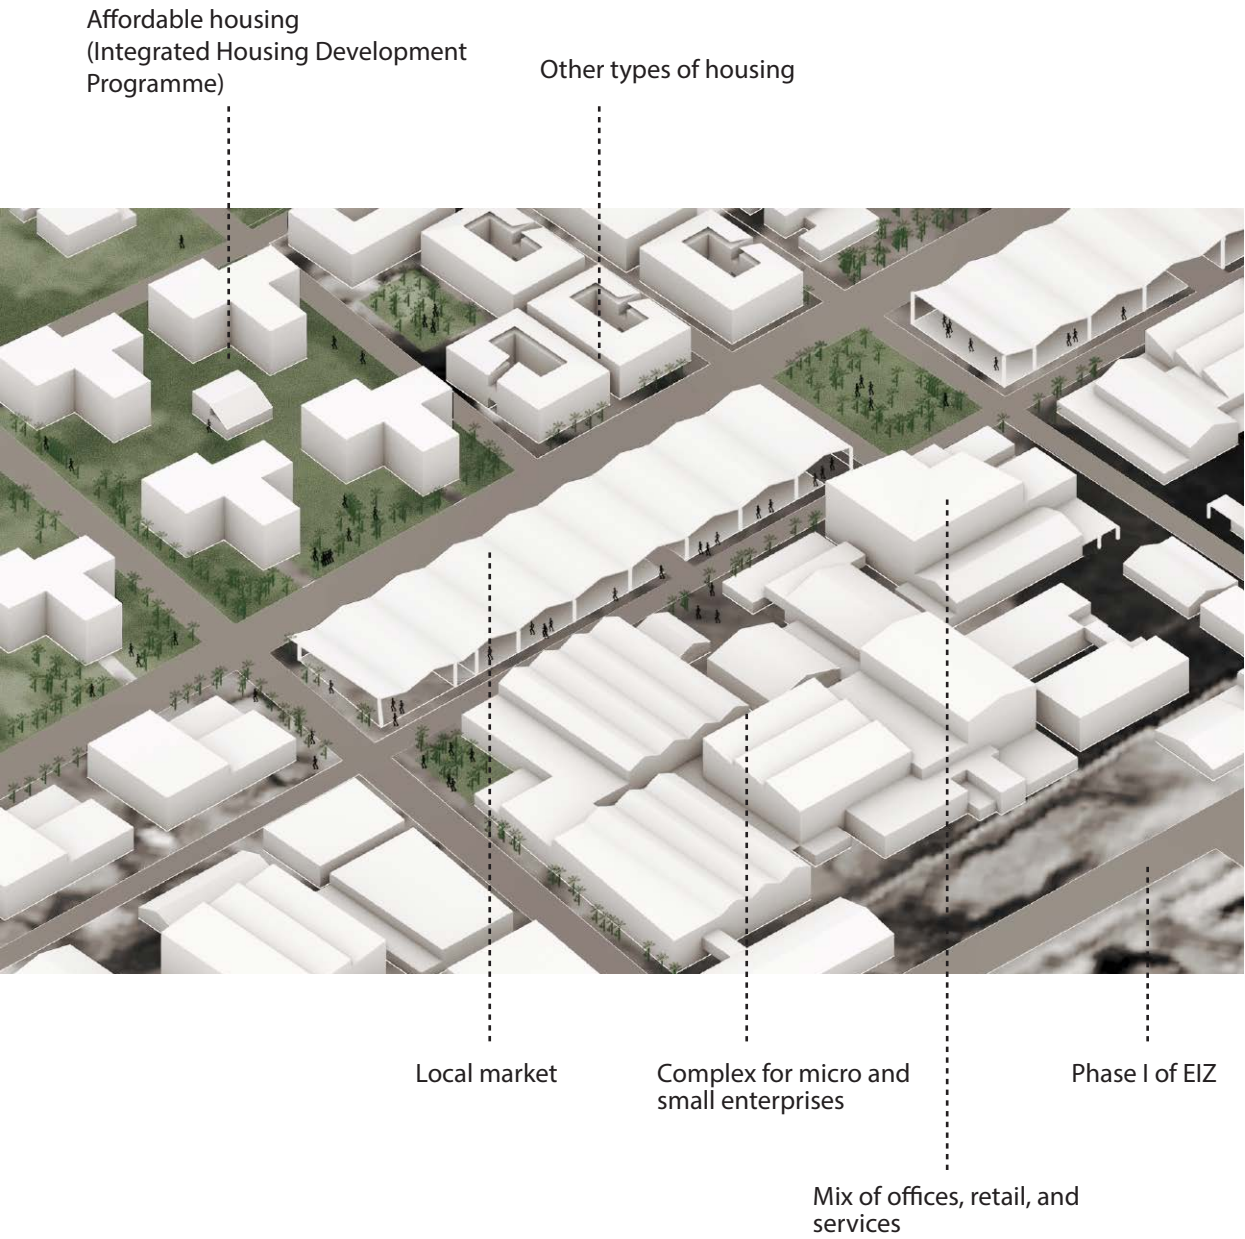 Affordable housing
(Integrated Housing Development
Programme)
Other types of housing
Local market
Complex for micro and
small enterprises
Phase I of EIZ
Mix of offices, retail, and
services